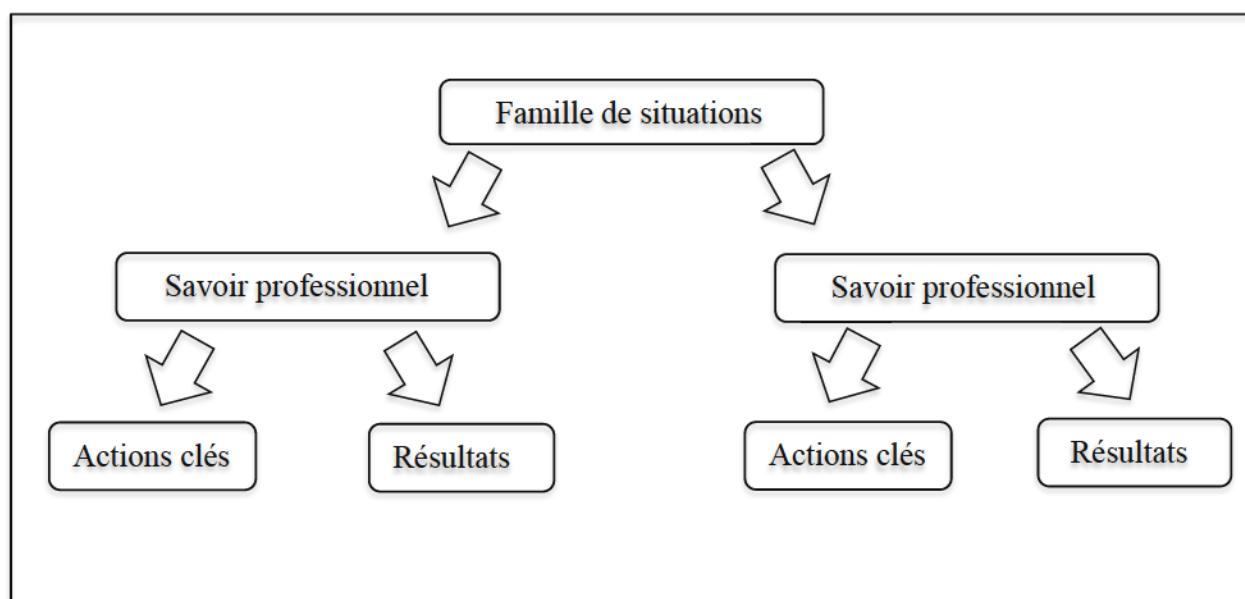 Famille de situations
Savoir professionnel
Savoir professionnel
Actions clés
Résultats
Actions clés
Résultats